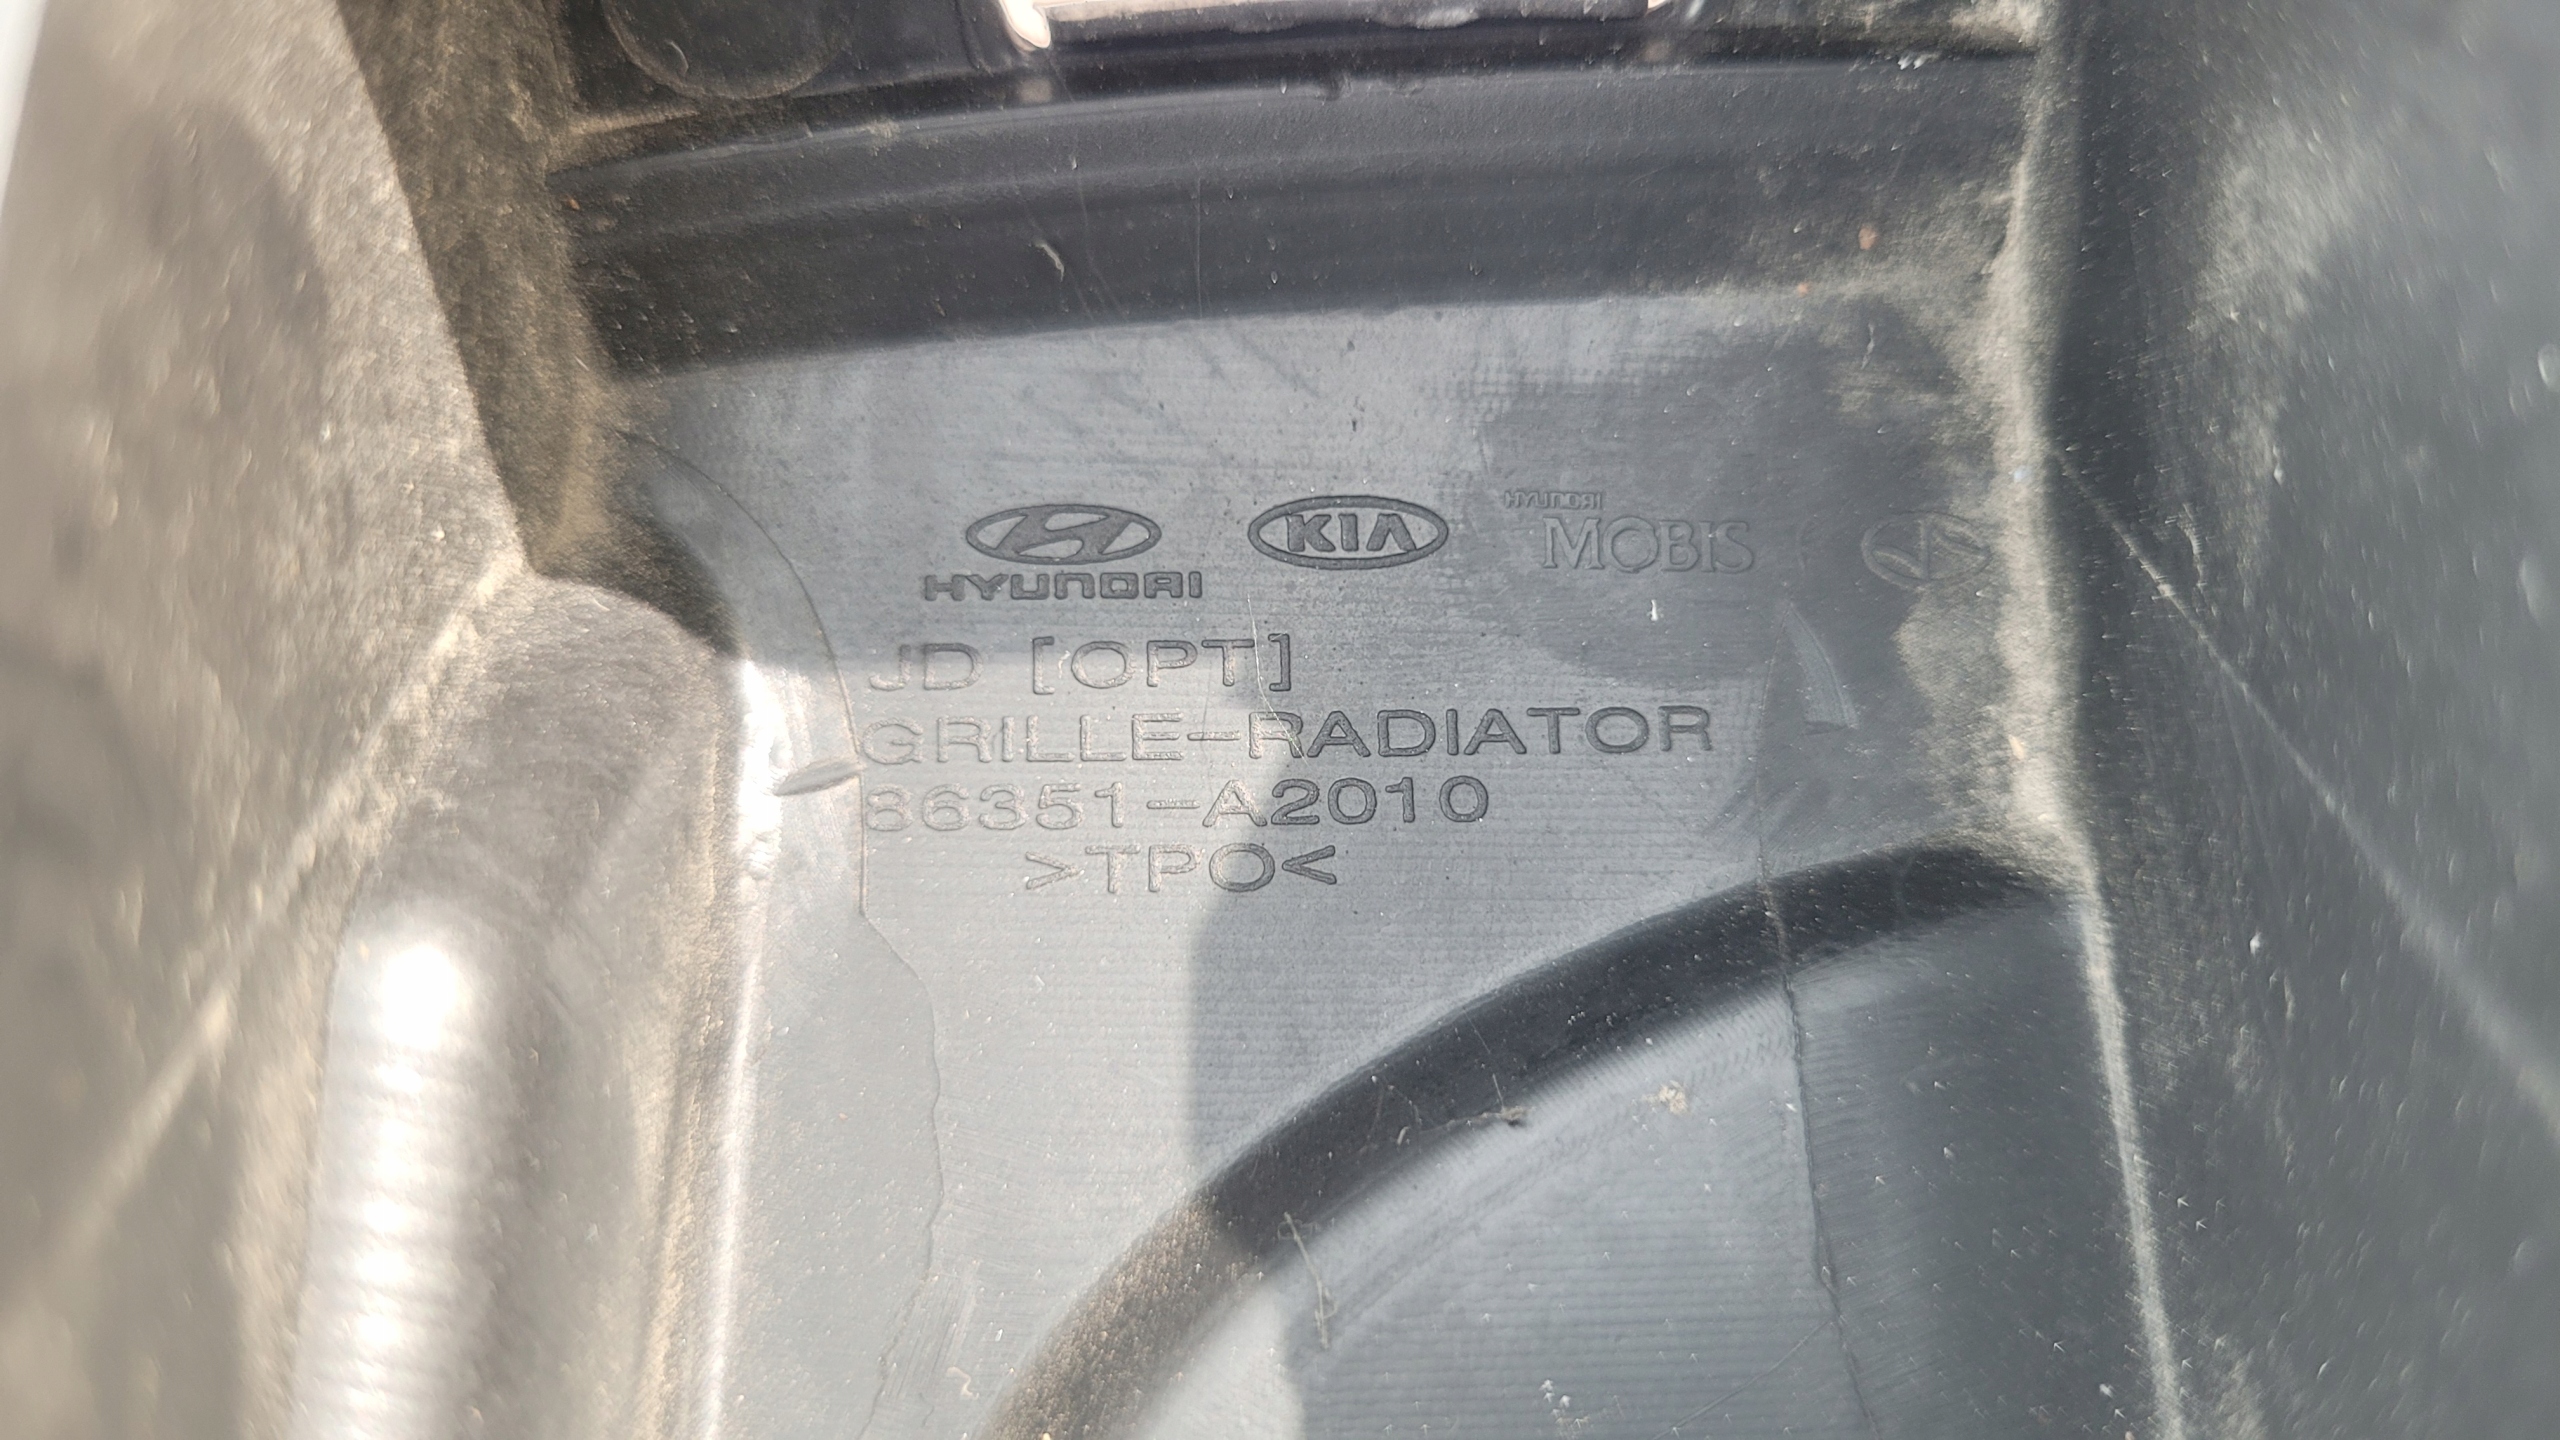 HYUNDAI
KIA
HYUNDAI
MOBIS
JD [OPT]
GRILLE-RADIATOR
86351-A2010
>TPO<